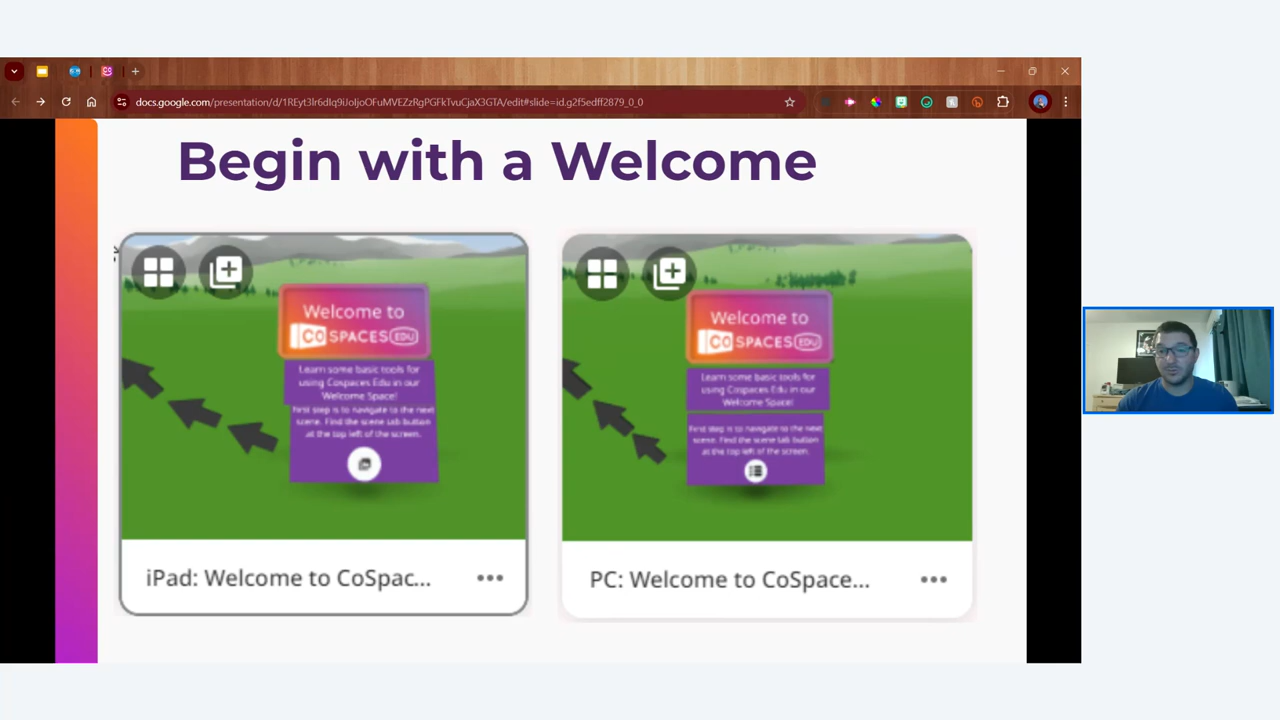 docs.google.com/presentation/d/1REyt3lr6dIq9iJoIjoOFuMVEZzRgPGFkTvuCjaX3GTA/edit#slide=id.g2f5edff2879_0_0
Begin with a Welcome
Welcome to
CO SPACES EDU
Learn some basic tools for
using Cospaces Edu in our
Welcome Space!
First step is to navigate to the next
scene. Find the scene tab button
at the top left of the screen.
iPad: Welcome to CoSpac...
Welcome to
CO SPACES EDU
Learn some basic tools for
using Cospaces Edu in our
Welcome Space!
First step is to navigate to the next
scene. Find the scene tab button
at the top left of the screen.
PC: Welcome to CoSpace...